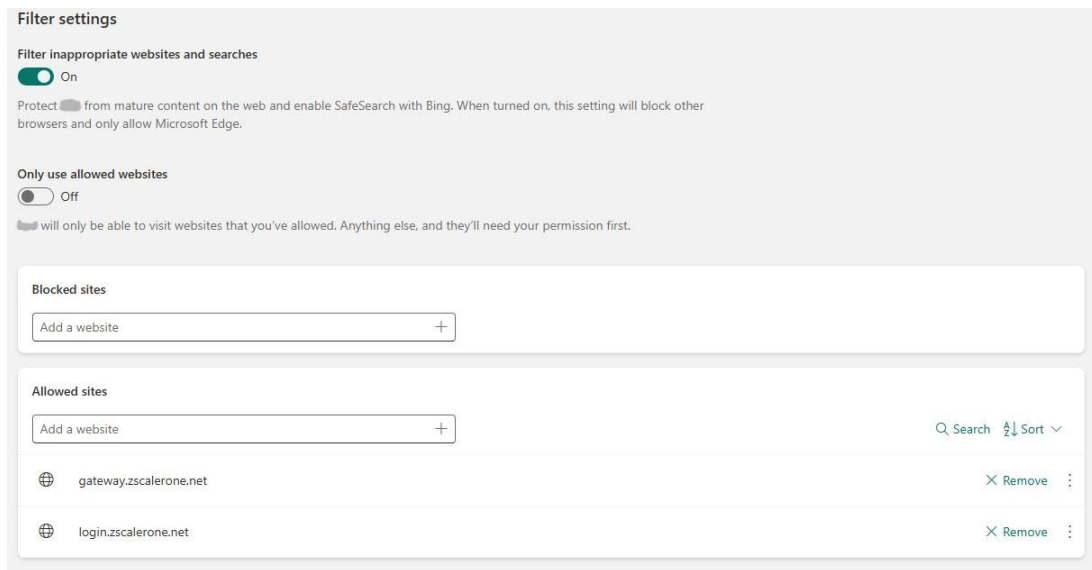 Filter settings
Filter inappropriate websites and searches
On
Protect from mature content on the web and enable SafeSearch with Bing. When turned on, this setting will block other
browsers and only allow Microsoft Edge.
Only use allowed websites
Off
will only be able to visit websites that you've allowed. Anything else, and they'll need your permission first.
Blocked sites
Add a website
Allowed sites
Add a website
Search AZ Sort
gateway.zscalerone.net Remove
login.zscalerone.net Remove